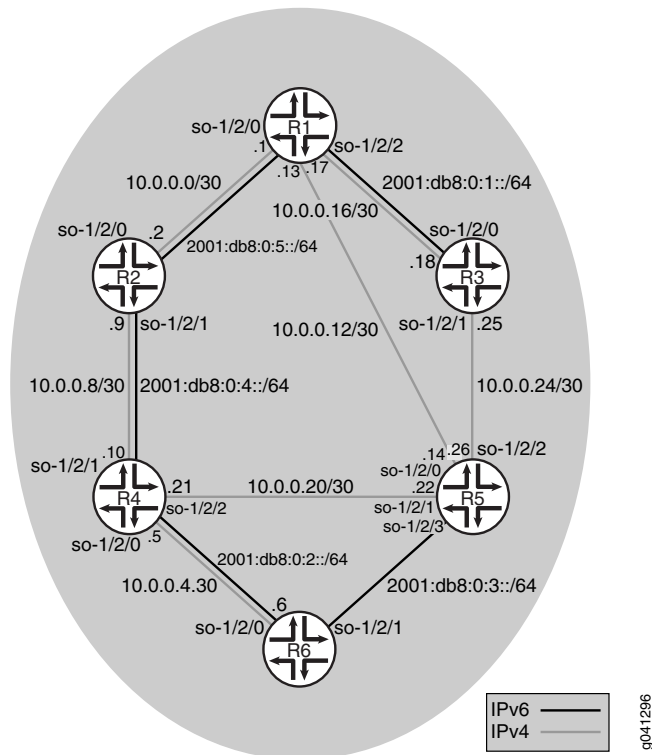 so-1/2/0
R1
.1
so-1/2/2
.13
.17
10.0.0.0/30
2001:db8:0:1::/64
10.0.0.16/30
so-1/2/0
.2
2001:db8:0:5::/64
so-1/2/0
R2
.18
R3
.9
so-1/2/1
so-1/2/1
.25
10.0.0.12/30
10.0.0.8/30
2001:db8:0:4::/64
10.0.0.24/30
.10
so-1/2/1
.14
.26
so-1/2/2
so-1/2/0
R4
.21
10.0.0.20/30
.22
R5
so-1/2/2
so-1/2/1
so-1/2/3
so-1/2/0
.5
2001:db8:0:2::/64
10.0.0.4.30
2001:db8:0:3::/64
.6
so-1/2/0
so-1/2/1
R6
IPv6
IPv4
g041296